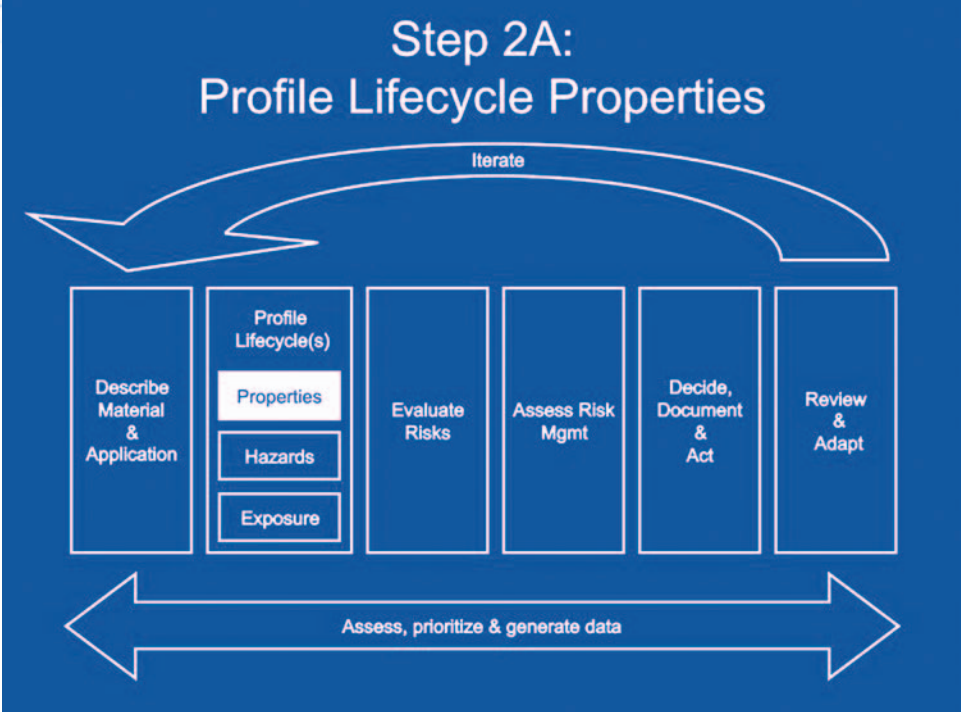 Step 2A:
Profile Lifecycle Properties
Iterate
Describe
Material
&
Application
Profile
Lifecycle(s)
Properties
Hazards
Exposure
Evaluate
Risks
Assess Risk
Mgmt
Decide,
Document
&
Act
Review
&
Adapt
Assess, prioritize & generate data